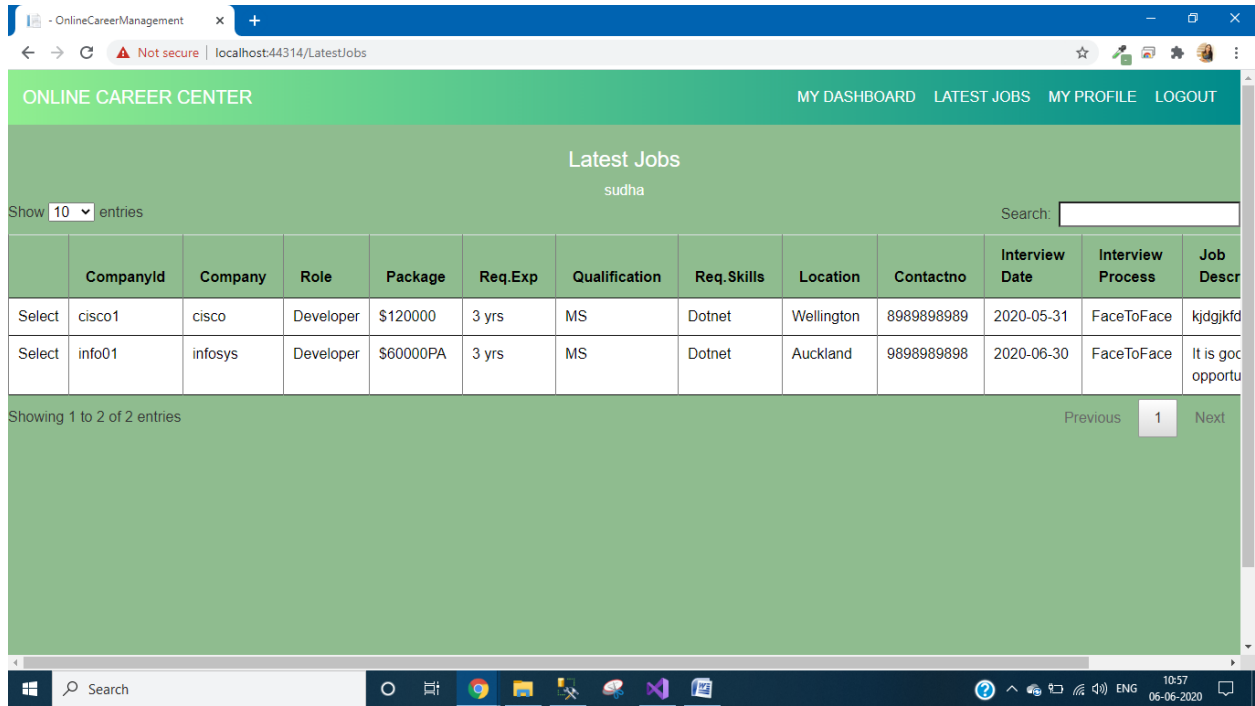 - OnlineCareerManagement
Not secure | localhost:44314/LatestJobs
ONLINE CAREER CENTER MY DASHBOARD LATEST JOBS MY PROFILE LOGOUT
Latest Jobs
sudha
Show 10 entries Search:
CompanyId Company Role Package Req.Exp Qualification Req.Skills Location Contactno Interview Date Interview Process Job Descr
Select cisco1 cisco Developer $120000 3 yrs MS Dotnet Wellington 8989898989 2020-05-31 FaceToFace kjdgjkfd
Select info01 infosys Developer $60000PA 3 yrs MS Dotnet Auckland 9898989898 2020-06-30 FaceToFace It is goo
opportu
Showing 1 to 2 of 2 entries Previous 1 Next
Search ENG 10:57
06-06-2020